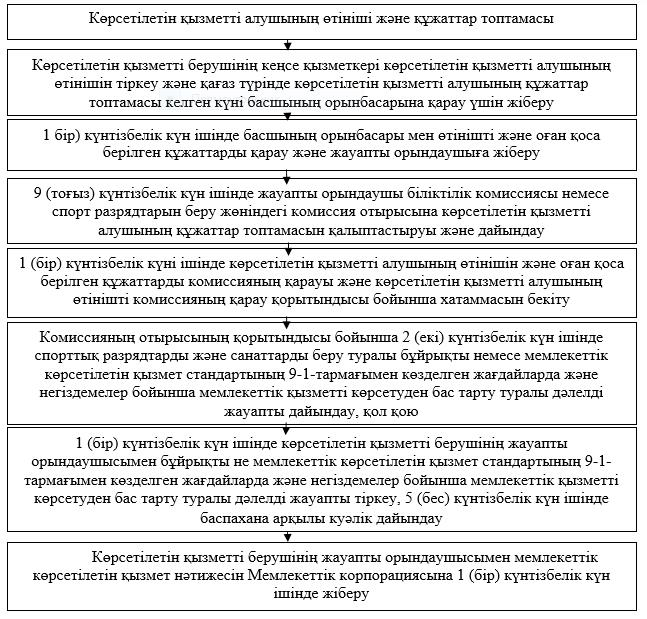 Көрсетілетін қызметті алушының өтініші және құжаттар топтамасы
Көрсетілетін қызметті берушінің кеңсе қызметкері көрсетілетін қызметті алушының
өтінішін тіркеу және қағаз түрінде көрсетілетін қызметті алушының құжаттар
топтамасы келген күні басшының орынбасарына қарау үшін жіберу
1 бір) күнтізбелік күн ішінде басшының орынбасары мен өтінішті және оған қоса
берілген құжаттарды қарау және жауапты орындаушыға жіберу
9 (тоғыз) күнтізбелік күн ішінде жауапты орындаушы біліктілік комиссиясы немесе
спорт разрядтарын беру жөніндегі комиссия отырысына көрсетілетін қызметті
алушының құжаттар топтамасын қалыптастыруы және дайындау
1 (бір) күнтізбелік күні ішінде көрсетілетін қызметті алушының өтінішін және оған қоса
берілген құжаттарды комиссияның қарауы және көрсетілетін қызметті алушының
өтінішті комиссияның қарау қорытындысы бойынша хатаммасын бекіту
Комиссияның отырысының қорытындысы бойынша 2 (екі) күнтізбелік күн ішінде
спорттық разрядтарды және санаттарды беру туралы бұйрықты немесе мемлекеттік
көрсетілетін қызмет стандартының 9-1-тармағымен көзделген жағдайларда және
негіздемелер бойынша мемлекеттік қызметті көрсетуден бас тарту туралы дәлелді
жауапты дайындау, қол қою
1 (бір) күнтізбелік күн ішінде көрсетілетін қызметті берушінің жауапты
орындаушысымен бұйрықты не мемлекеттік көрсетілетін қызмет стандартының 9-1-
тармағымен көзделген жағдайларда және негіздемелер бойынша мемлекеттік қызметті
көрсетуден бас тарту туралы дәлелді жауапты тіркеу, 5 (бес) күнтізбелік күн ішінде
баспахана арқылы куәлік дайындау
Көрсетілетін қызметті берушінің жауапты орындаушысымен мемлекеттік
көрсетілетін қызмет нәтижесін Мемлекеттік корпорациясына 1 (бір) күнтізбелік күн
ішінде жіберу